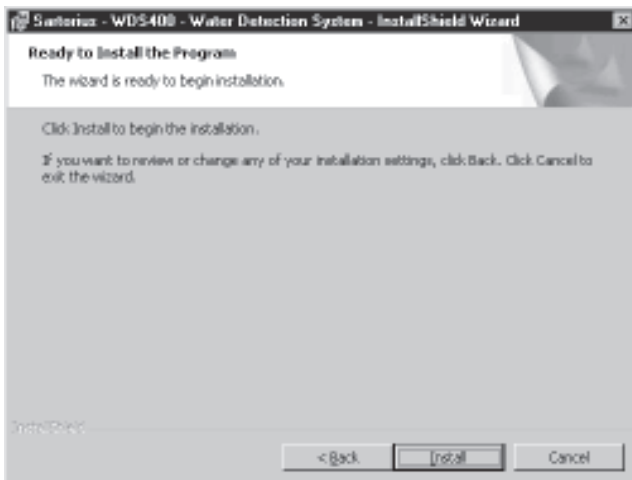 Sartorius - WDS400 - Water Detection System - InstallShield Wizard
Ready to Install the Program
The wizard is ready to begin installation.
Click Install to begin the installation.
If you want to review or change any of your installation settings, click Back. Click Cancel to
exit the wizard.
InstallShield
< Back
Install
Cancel